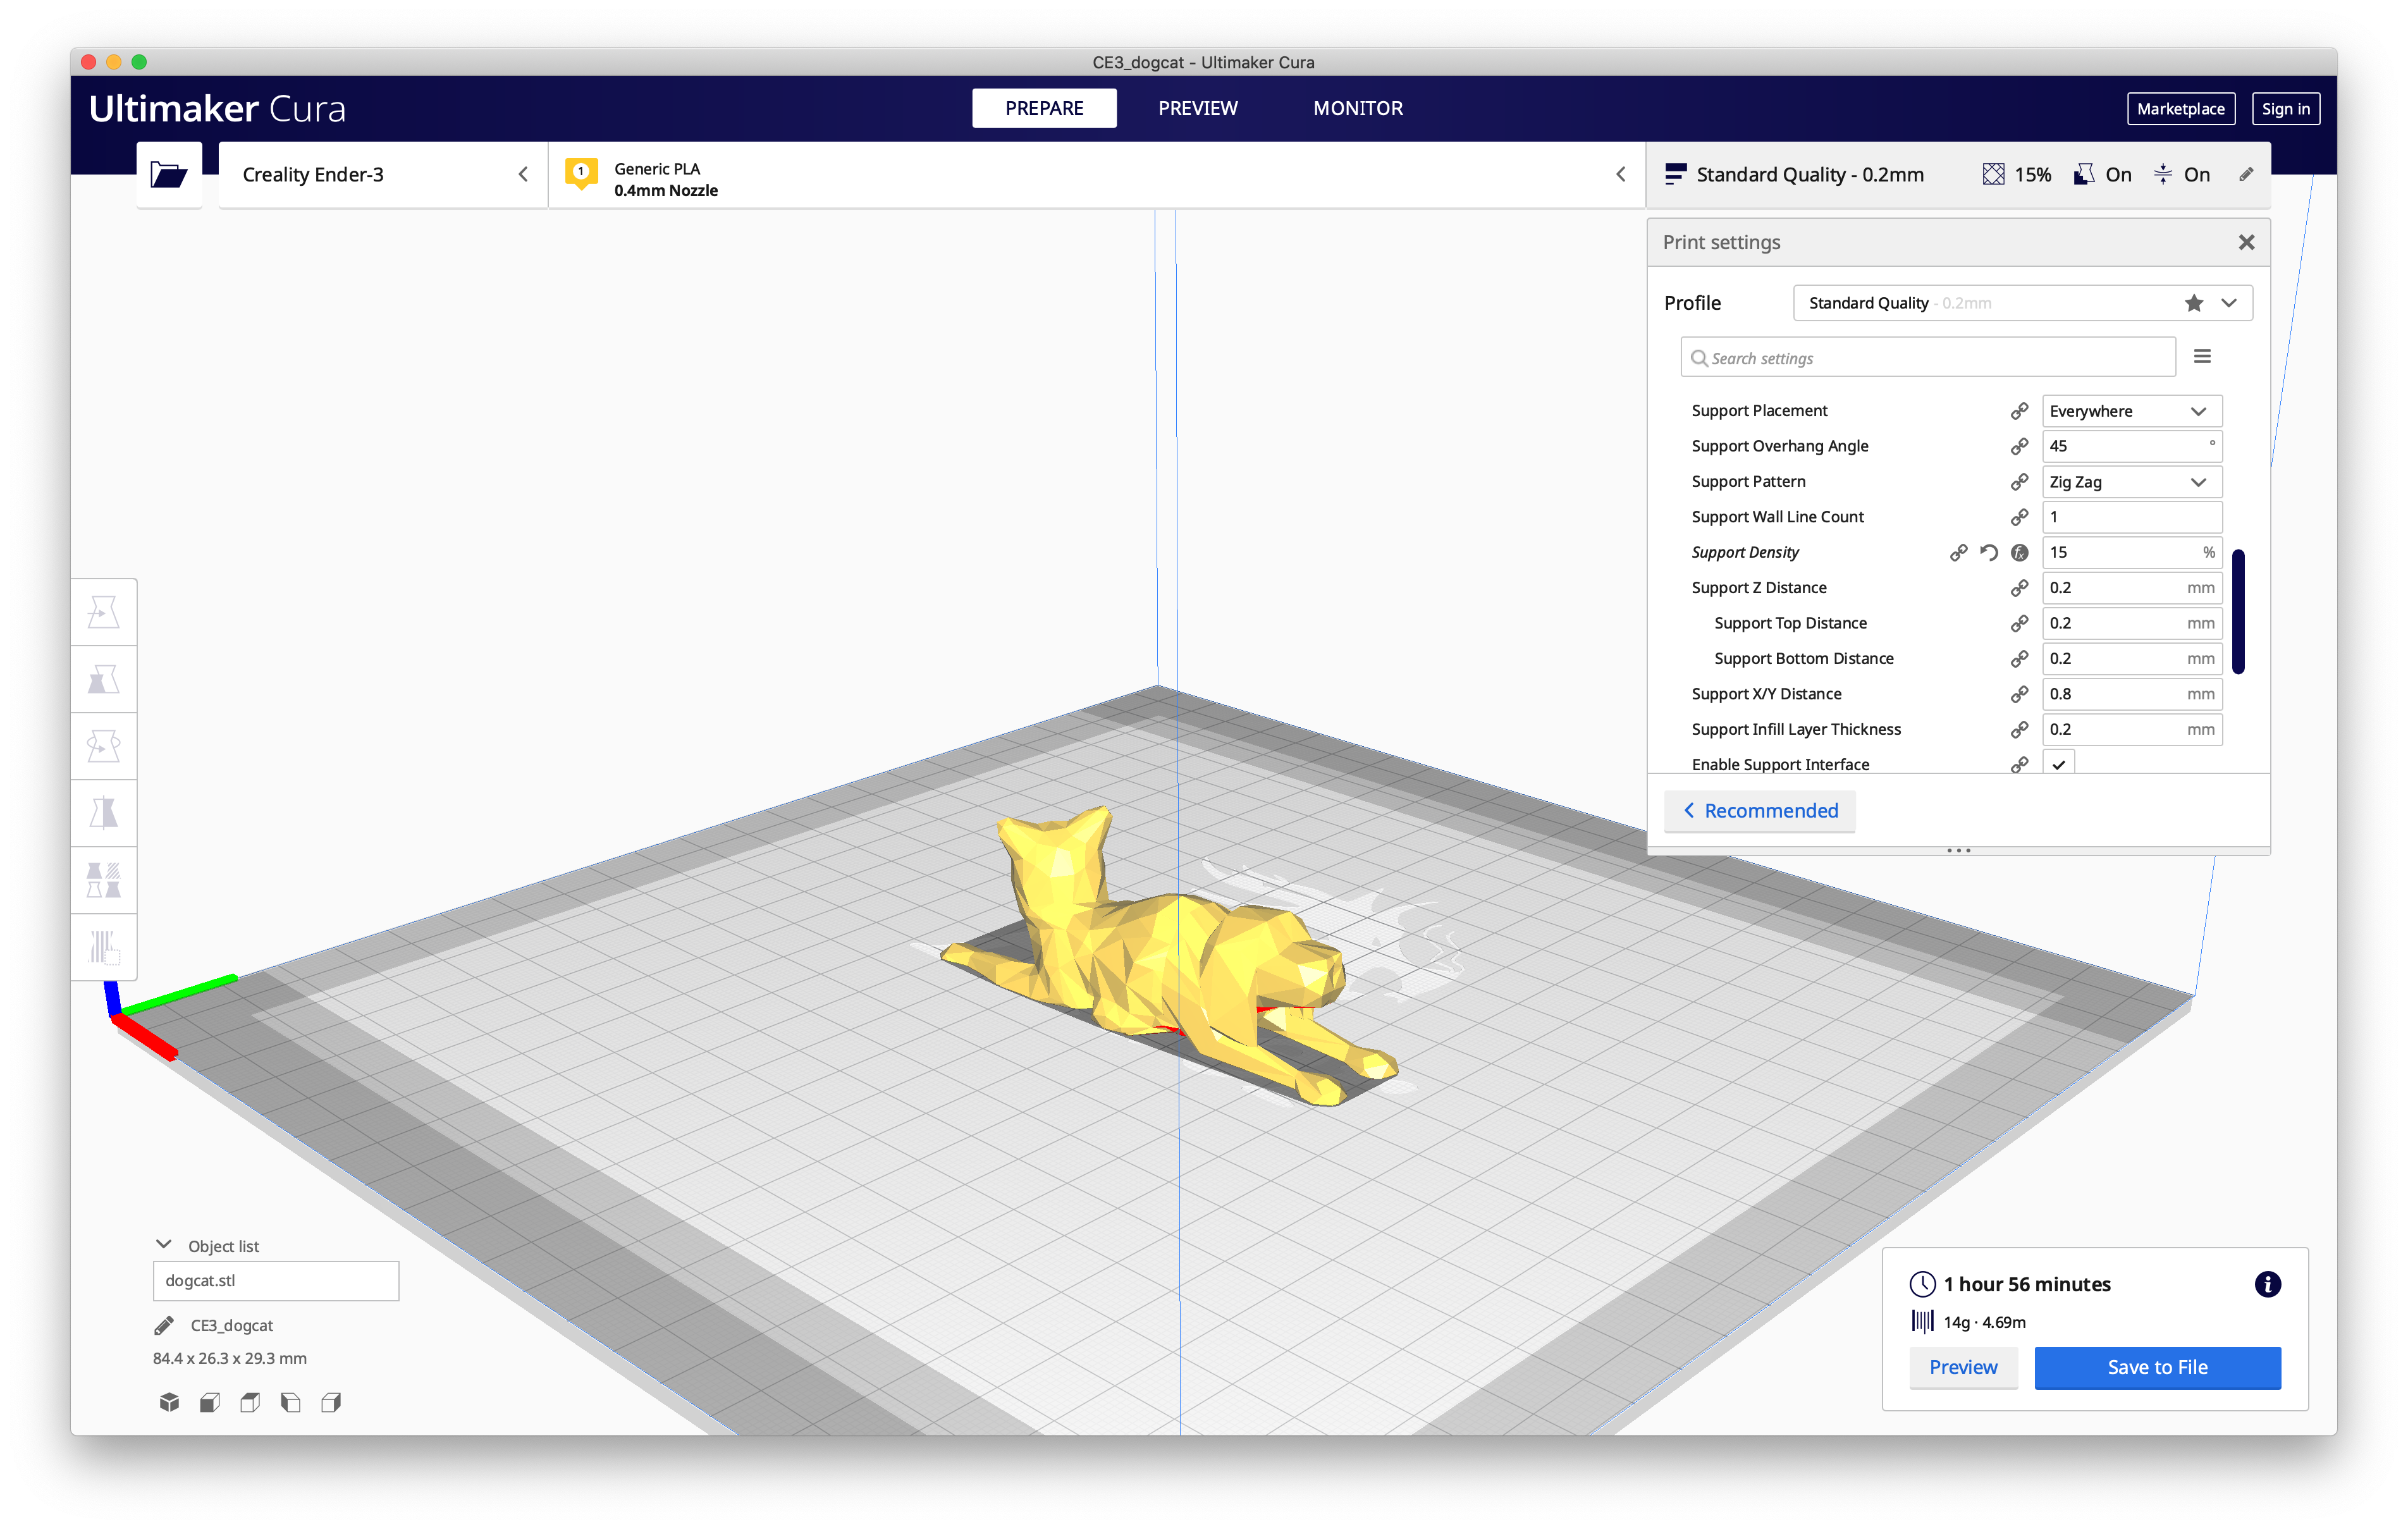 CE3_dogcat - Ultimaker Cura
Ultimaker Cura
PREPARE
PREVIEW
MONITOR
Marketplace
Sign in
Creality Ender-3
1
Generic PLA
0.4mm Nozzle
Standard Quality - 0.2mm
15%
On
On
Print settings
Profile
Standard Quality - 0.2mm
Search settings
Support Placement
Everywhere
Support Overhang Angle
45 °
Support Pattern
Zig Zag
Support Wall Line Count
1
Support Density
fx
15 %
Support Z Distance
0.2 mm
Support Top Distance
0.2 mm
Support Bottom Distance
0.2 mm
Support X/Y Distance
0.8 mm
Support Infill Layer Thickness
0.2 mm
Enable Support Interface
Recommended
Object list
dogcat.stl
CE3_dogcat
84.4 x 26.3 x 29.3 mm
1 hour 56 minutes
i
14g · 4.69m
Preview
Save to File